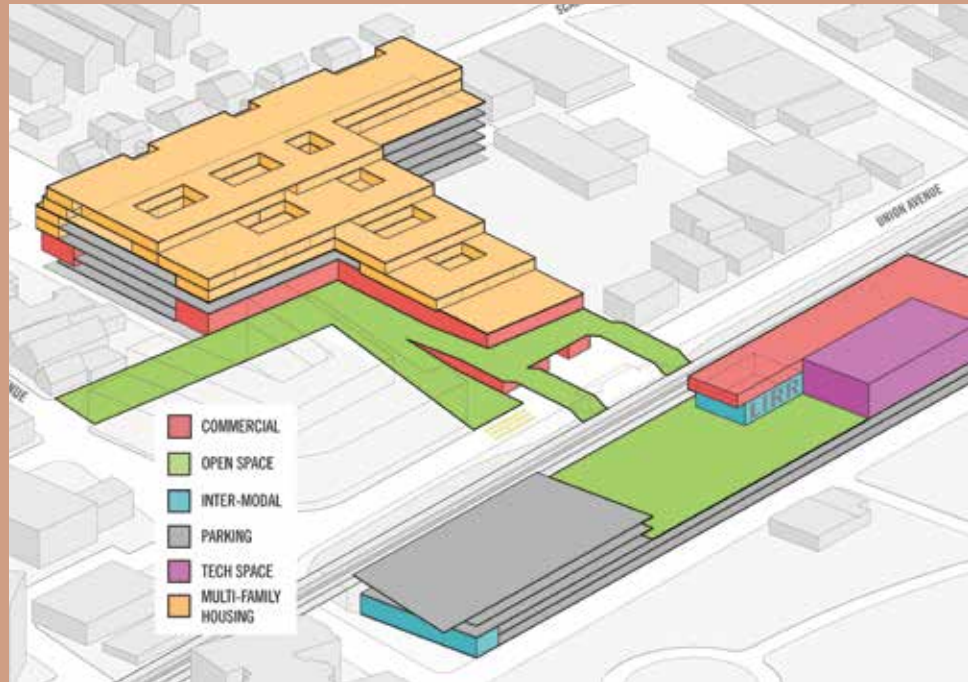 UNION AVENUE
LIRR
COMMERCIAL
OPEN SPACE
INTER-MODAL
PARKING
TECH SPACE
MULTI-FAMILY
HOUSING